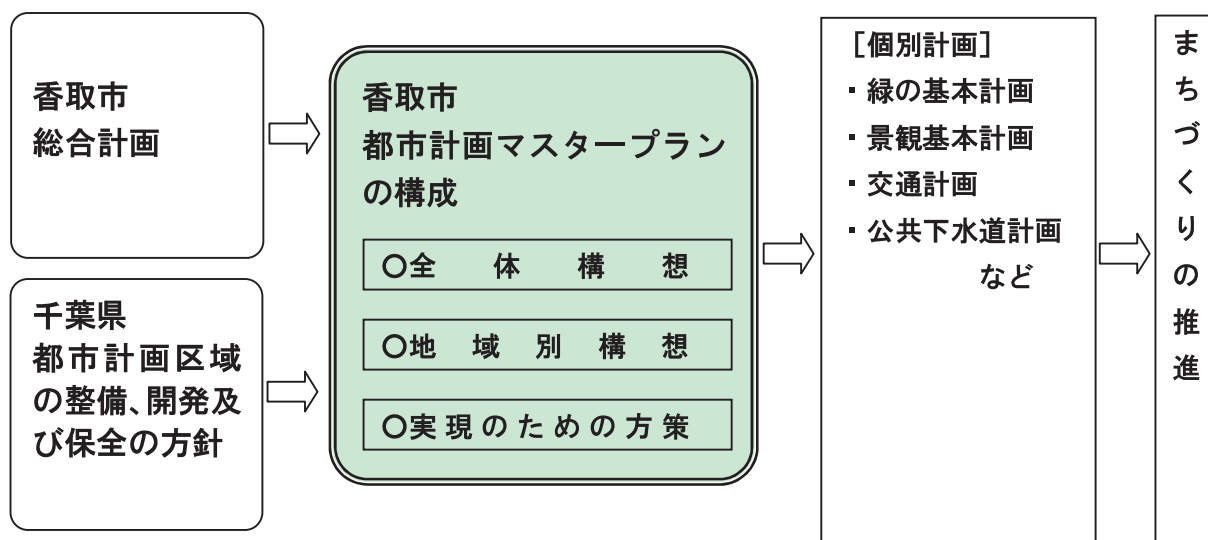 香取市
総合計画
千葉県
都市計画区域
の整備、開発及
び保全の方針
香取市
都市計画マスタープラン
の構成
○全体構想
○地域別構想
○実現のための方策
［個別計画］
・緑の基本計画
・景観基本計画
・交通計画
・公共下水道計画
など
まちづくりの推進